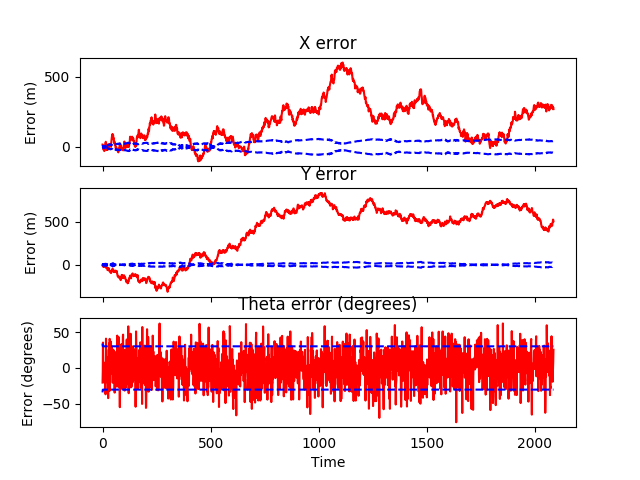 X error
500
0
Error (m)
Y error
500
0
Error (m)
Theta error (degrees)
50
0
−50
Error (degrees)
0 500 1000 1500 2000
Time